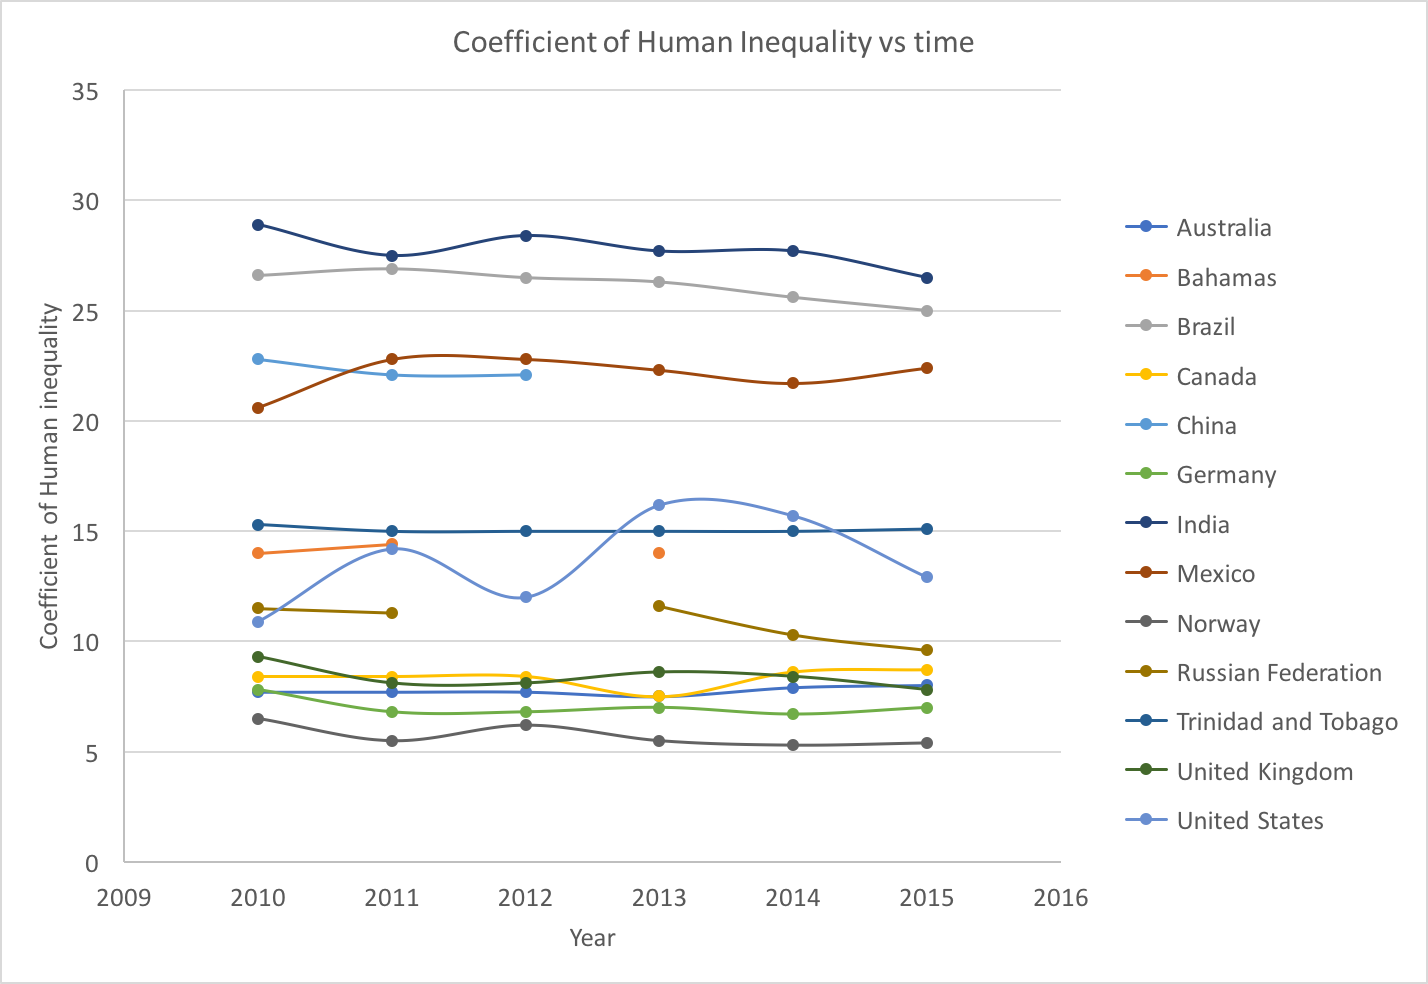 Coefficient of Human Inequality vs time
35
30
25
20
15
10
5
0
Coefficient of Human inequality
2009 2010 2011 2012 2013 2014 2015 2016
Year
Australia
Bahamas
Brazil
Canada
China
Germany
India
Mexico
Norway
Russian Federation
Trinidad and Tobago
United Kingdom
United States